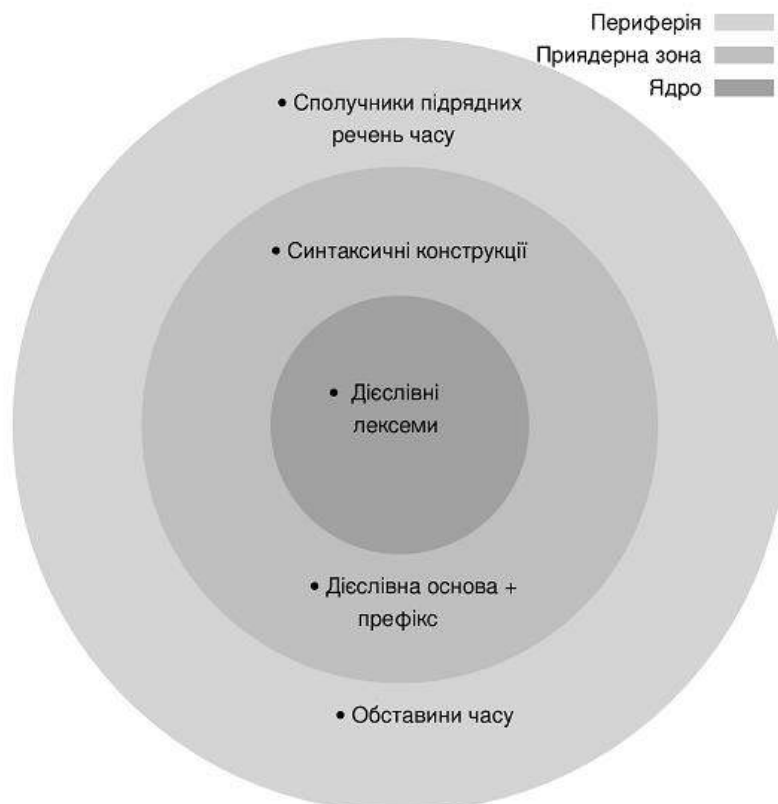 Периферія
Приядерна зона
Ядро
• Сполучники підрядних
речень часу
• Синтаксичні конструкції
• Дієслівні
лексеми
• Дієслівна основа +
префікс
• Обставини часу